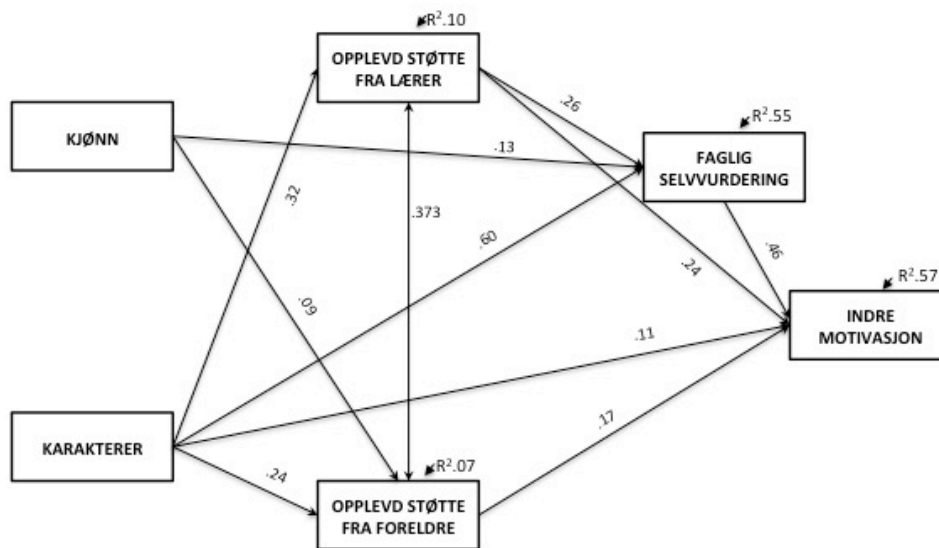 R².10
OPPLEVD STØTTE
FRA LÆRER
KJØNN
.26
R².55
FAGLIG
SELVVURDERING
.13
.32
.373
.60
.46
.24
R².57
INDRE
MOTIVASJON
.09
.11
KARAKTERER
.17
.24
R².07
OPPLEVD STØTTE
FRA FORELDRE